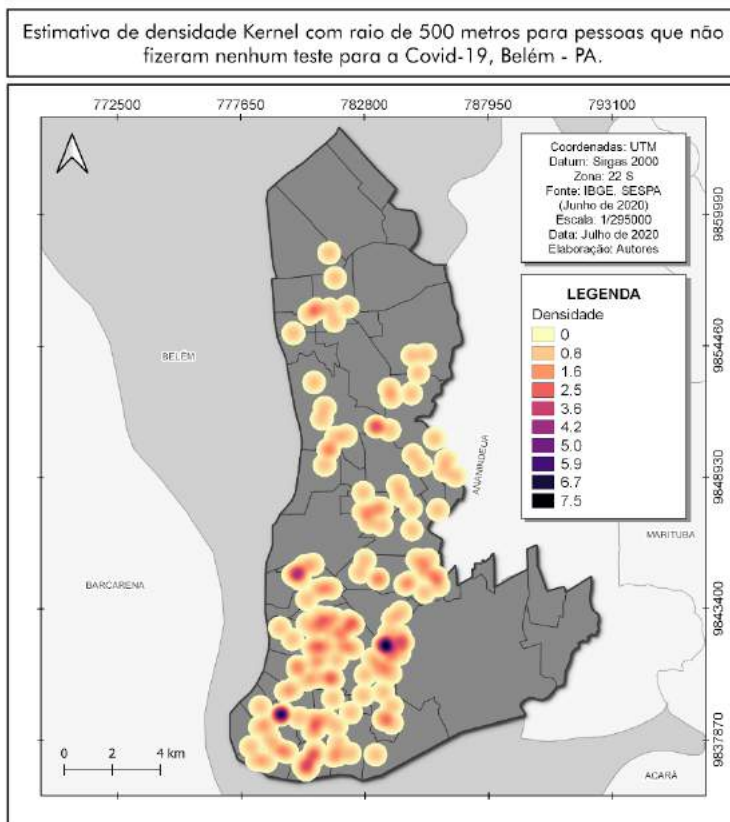 Estimativa de densidade Kernel com raio de 500 metros para pessoas que não
fizeram nenhum teste para a Covid-19, Belém - PA.
772500
777650
782800
787950
793100
Coordenadas: UTM
Datum: Sirgas 2000
Zona: 22 S
Fonte: IBGE, SESPA
(Junho de 2020)
Escala: 1/295000
Data: Julho de 2020
Elaboração: Autores
9859990
LEGENDA
Densidade
0
0.8
1.6
2.5
3.6
4.2
5.0
5.9
6.7
7.5
9854460
BELÉM
ANANINDEUA
9848930
MARITUBA
BARCARENA
9843400
9837870
0 2 4 km
ACARÁ